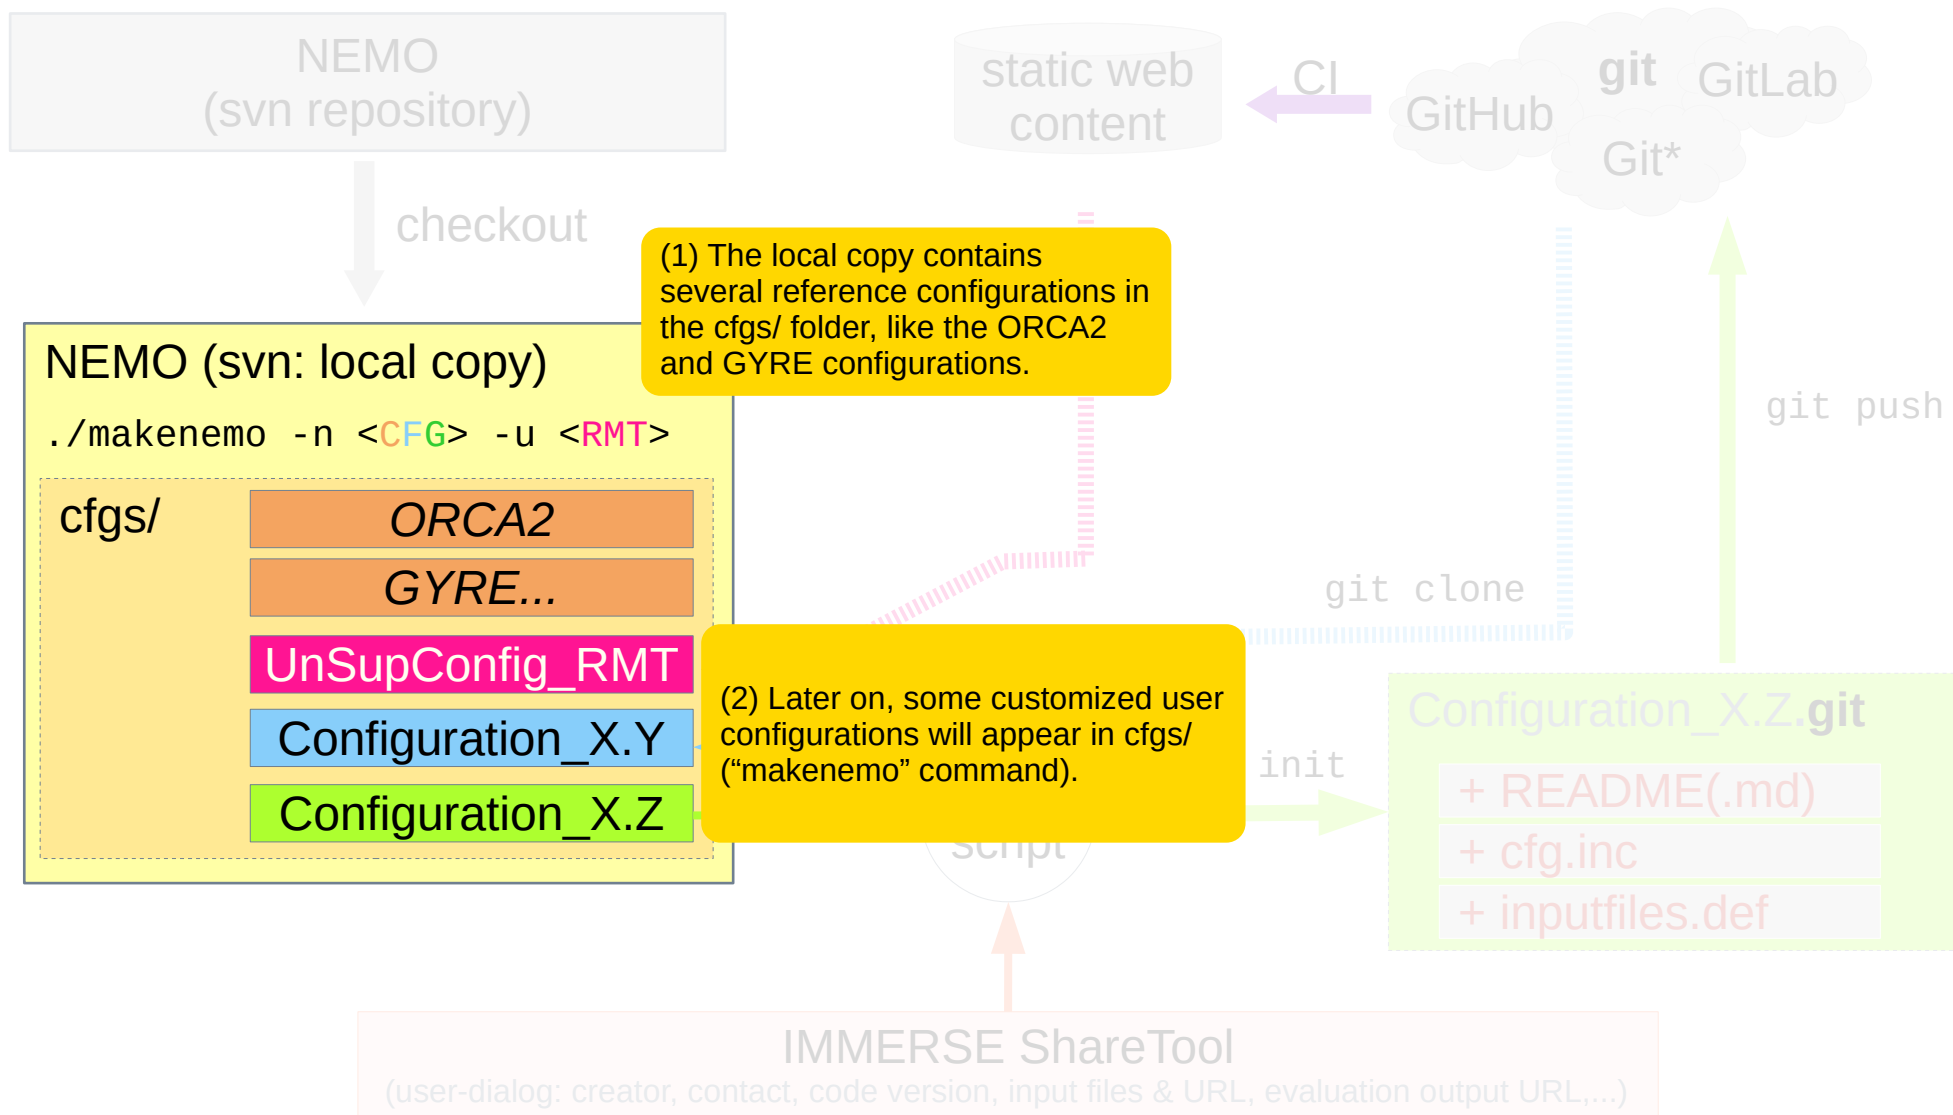 NEMO
(svn repository)
checkout
static web
content
CI
git
GitHub
GitLab
Git*
(1) The local copy contains
several reference configurations in
the cfgs/ folder, like the ORCA2
and GYRE configurations.
NEMO (svn: local copy)
./makenemo -n <CFG> -u <RMT>
cfgs/
ORCA2
GYRE...
UnSupConfig_RMT
Configuration_X.Y
Configuration_X.Z
(2) Later on, some customized user
configurations will appear in cfgs/
(“makenemo” command).
git push
git clone
init
script
Configuration_X.Z.git
+ README(.md)
+ cfg.inc
+ inputfiles.def
IMMERSE ShareTool
(user-dialog: creator, contact, code version, input files & URL, evaluation output URL,...)